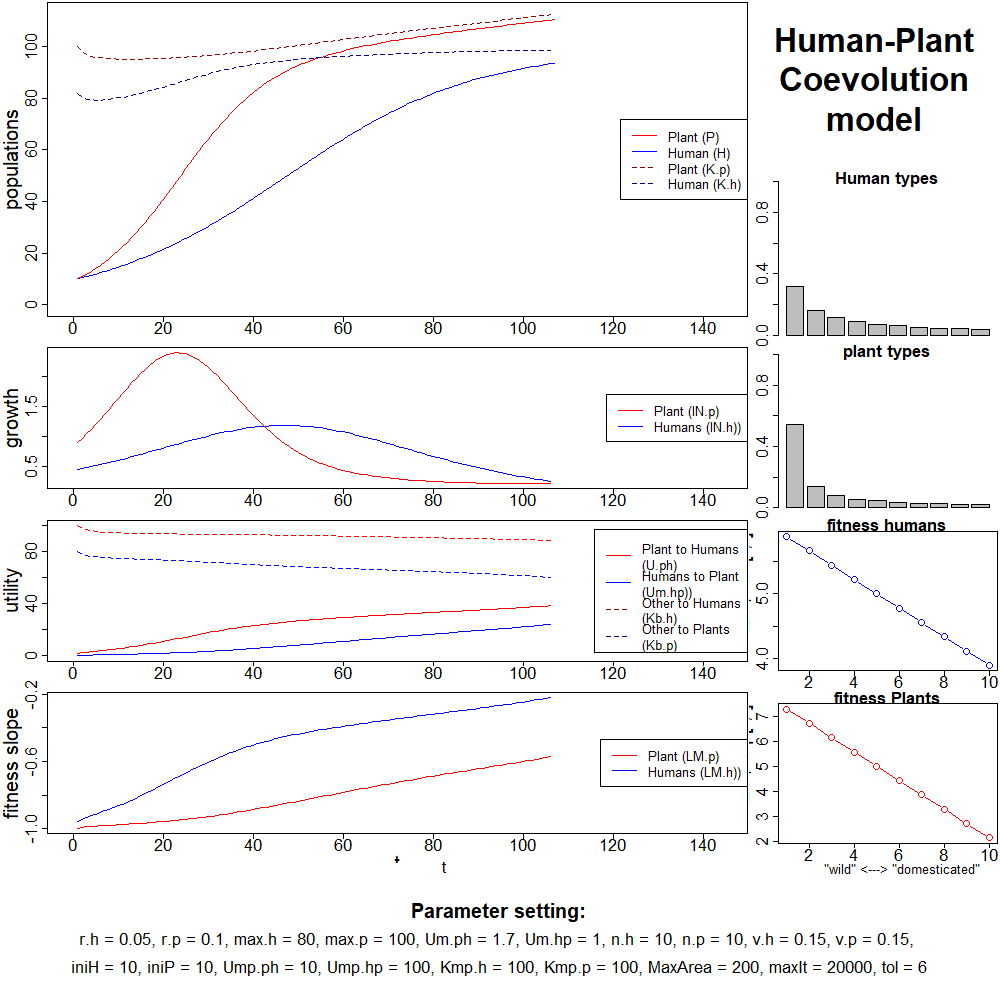 Human-Plant
Coevolution
model
populations
0
20
40
60
80
100
0
20
40
60
80
100
120
140
Plant (P)
Human (H)
Plant (K.p)
Human (K.h)
growth
0.5
1.5
0
20
40
60
80
100
120
140
Plant (IN.p)
Humans (IN.h))
utility
0
40
80
0
20
40
60
80
100
120
140
Plant to Humans
(U.ph)
Humans to Plant
(Um.hp))
Other to Humans
(Kb.h)
Other to Plants
(Kb.p)
fitness slope
-1.0
-0.6
-0.2
0
20
40
60
80
100
120
140
Plant (LM.p)
Humans (LM.h))
t
Human types
0.0
0.4
0.8
plant types
0.0
0.4
0.8
fitness humans
4.0
5.0
2
4
6
8
10
fitness Plants
2
3
4
5
6
7
2
4
6
8
10
"wild" <---> "domesticated"
Parameter setting:
r.h = 0.05, r.p = 0.1, max.h = 80, max.p = 100, Um.ph = 1.7, Um.hp = 1, n.h = 10, n.p = 10, v.h = 0.15, v.p = 0.15,
iniH = 10, iniP = 10, Ump.ph = 10, Ump.hp = 100, Kmp.h = 100, Kmp.p = 100, MaxArea = 200, maxIt = 20000, tol = 6